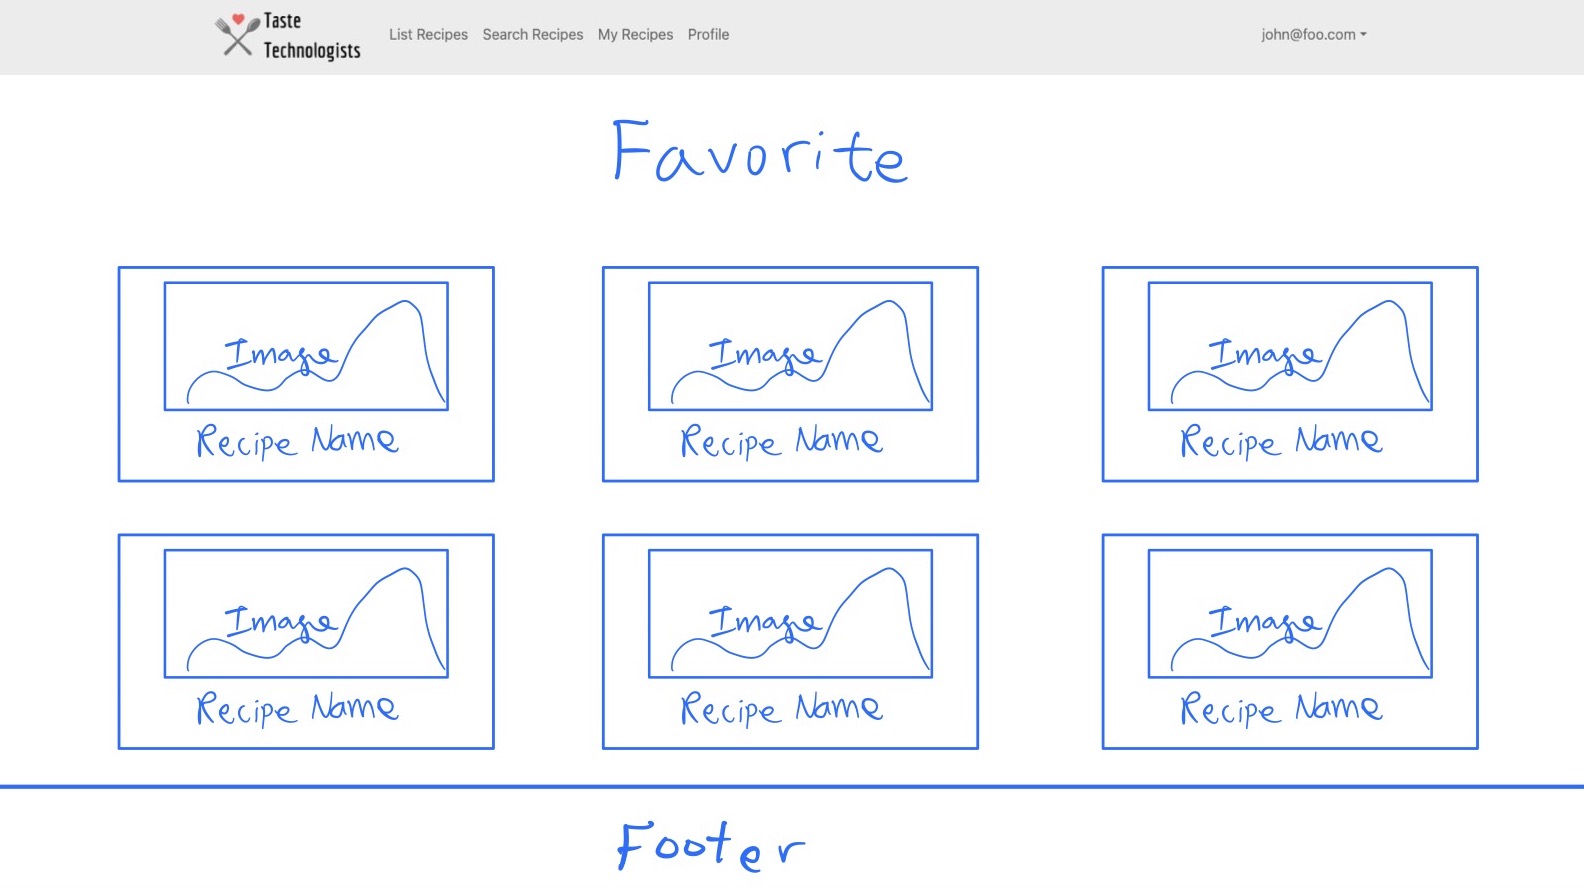 Taste
Technologists
List Recipes Search Recipes My Recipes Profile
john@foo.com
Favorite
Image Image Image
Recipe Name Recipe Name Recipe Name
Image Image Image
Recipe Name Recipe Name Recipe Name
Footer